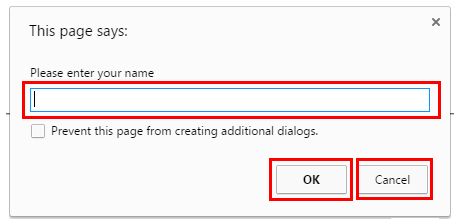 This page says:
Please enter your name
Prevent this page from creating additional dialogs.
OK Cancel